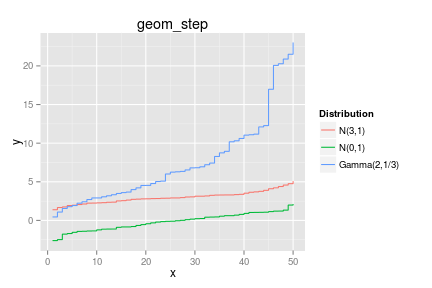 geom_step
20
15
y
10
5
0
0
10
20
30
40
50
x
Distribution
N(3,1)
N(0,1)
Gamma(2,1/3)